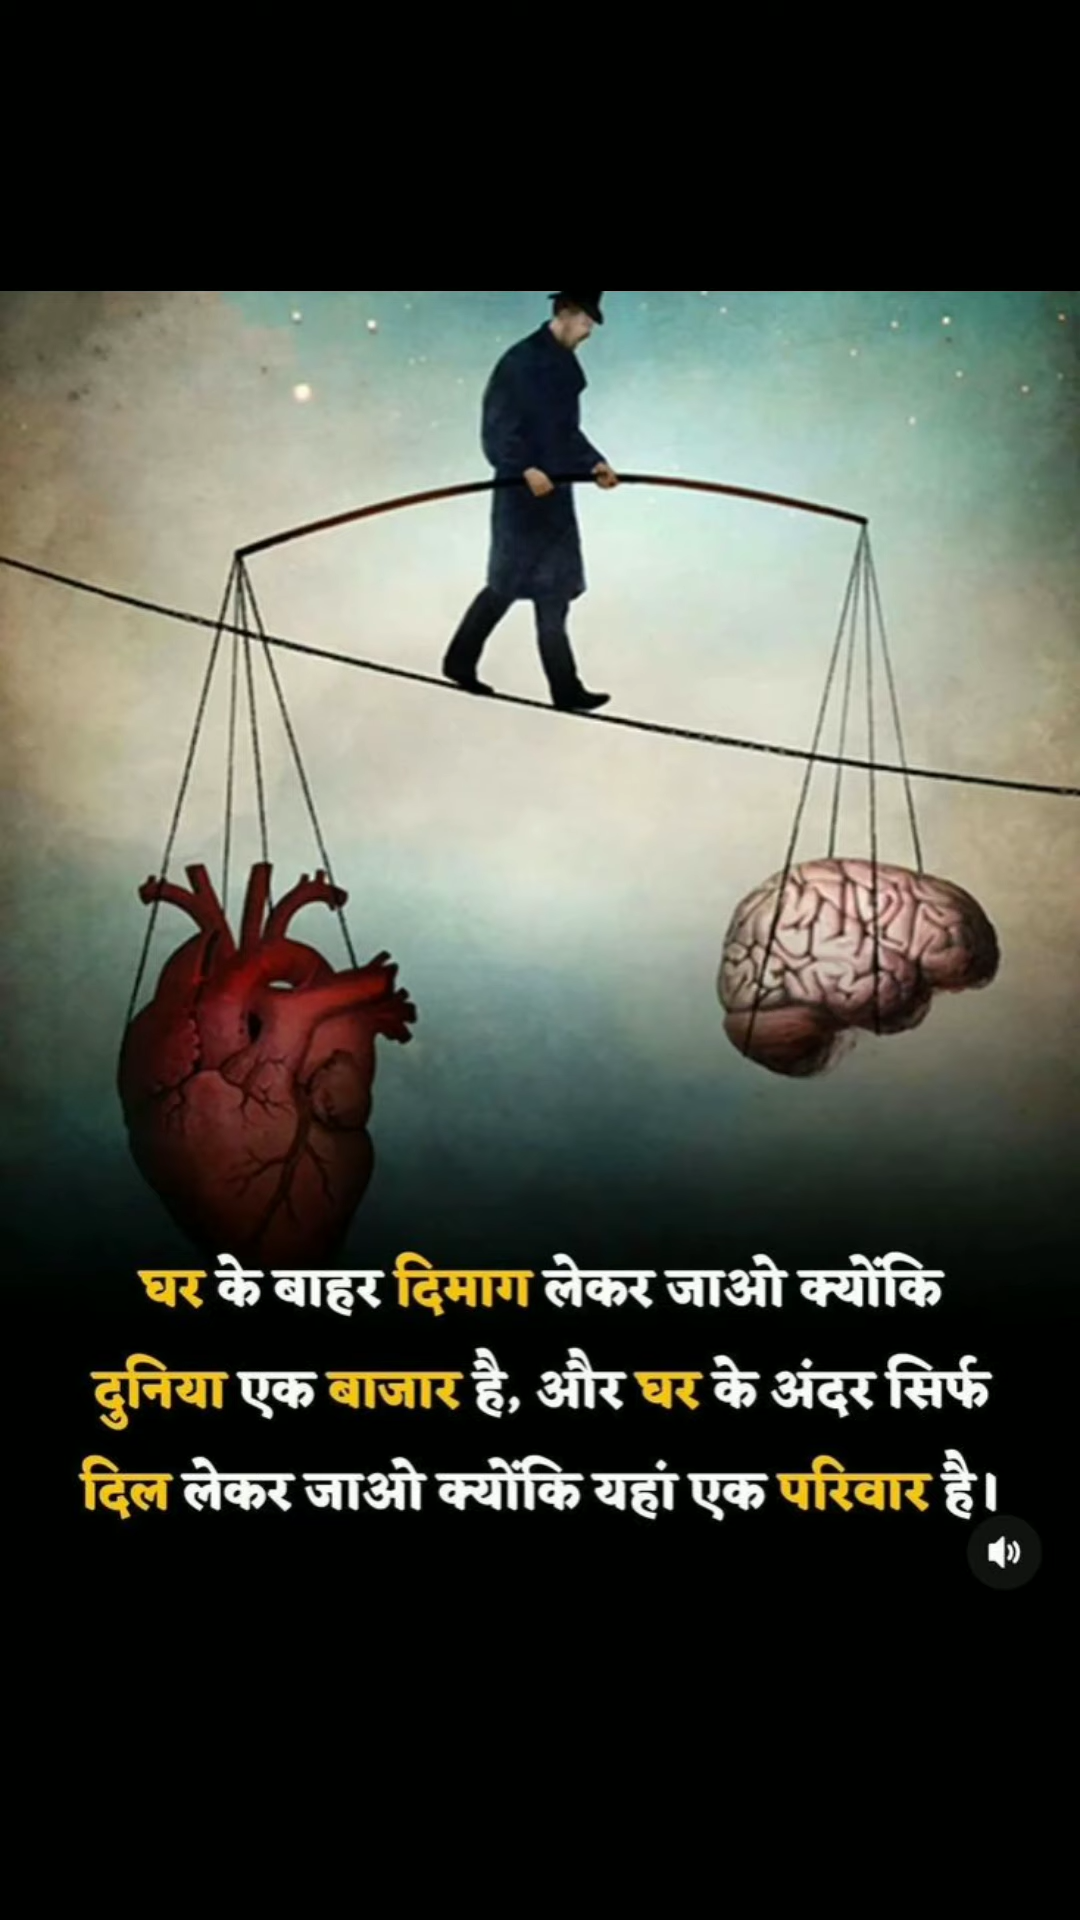 घर के बाहर दिमाग लेकर जाओ क्योंकि
दुनिया एक बाजार है, और घर के अंदर सिर्फ
दिल लेकर जाओ क्योंकि यहां एक परिवार है।